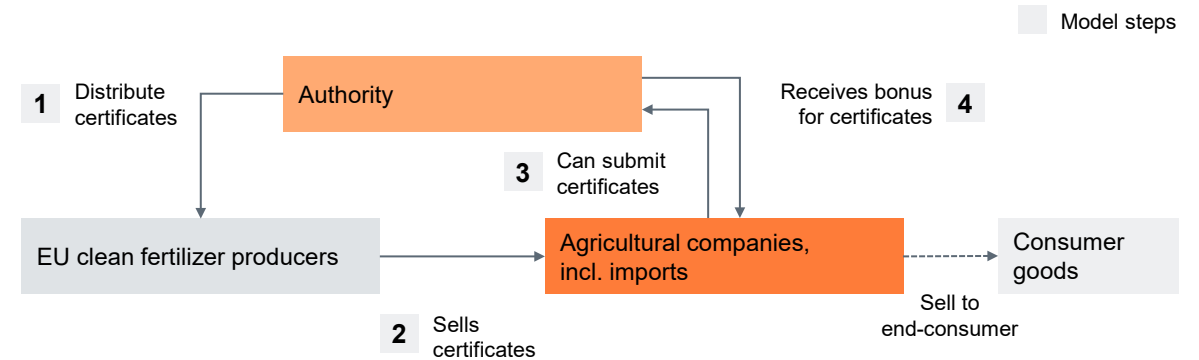 Model steps
1
Distribute
certificates
Authority
Receives bonus
for certificates
4
3
Can submit
certificates
EU clean fertilizer producers
Agricultural companies,
incl. imports
Consumer
goods
2
Sells
certificates
Sell to
end-consumer